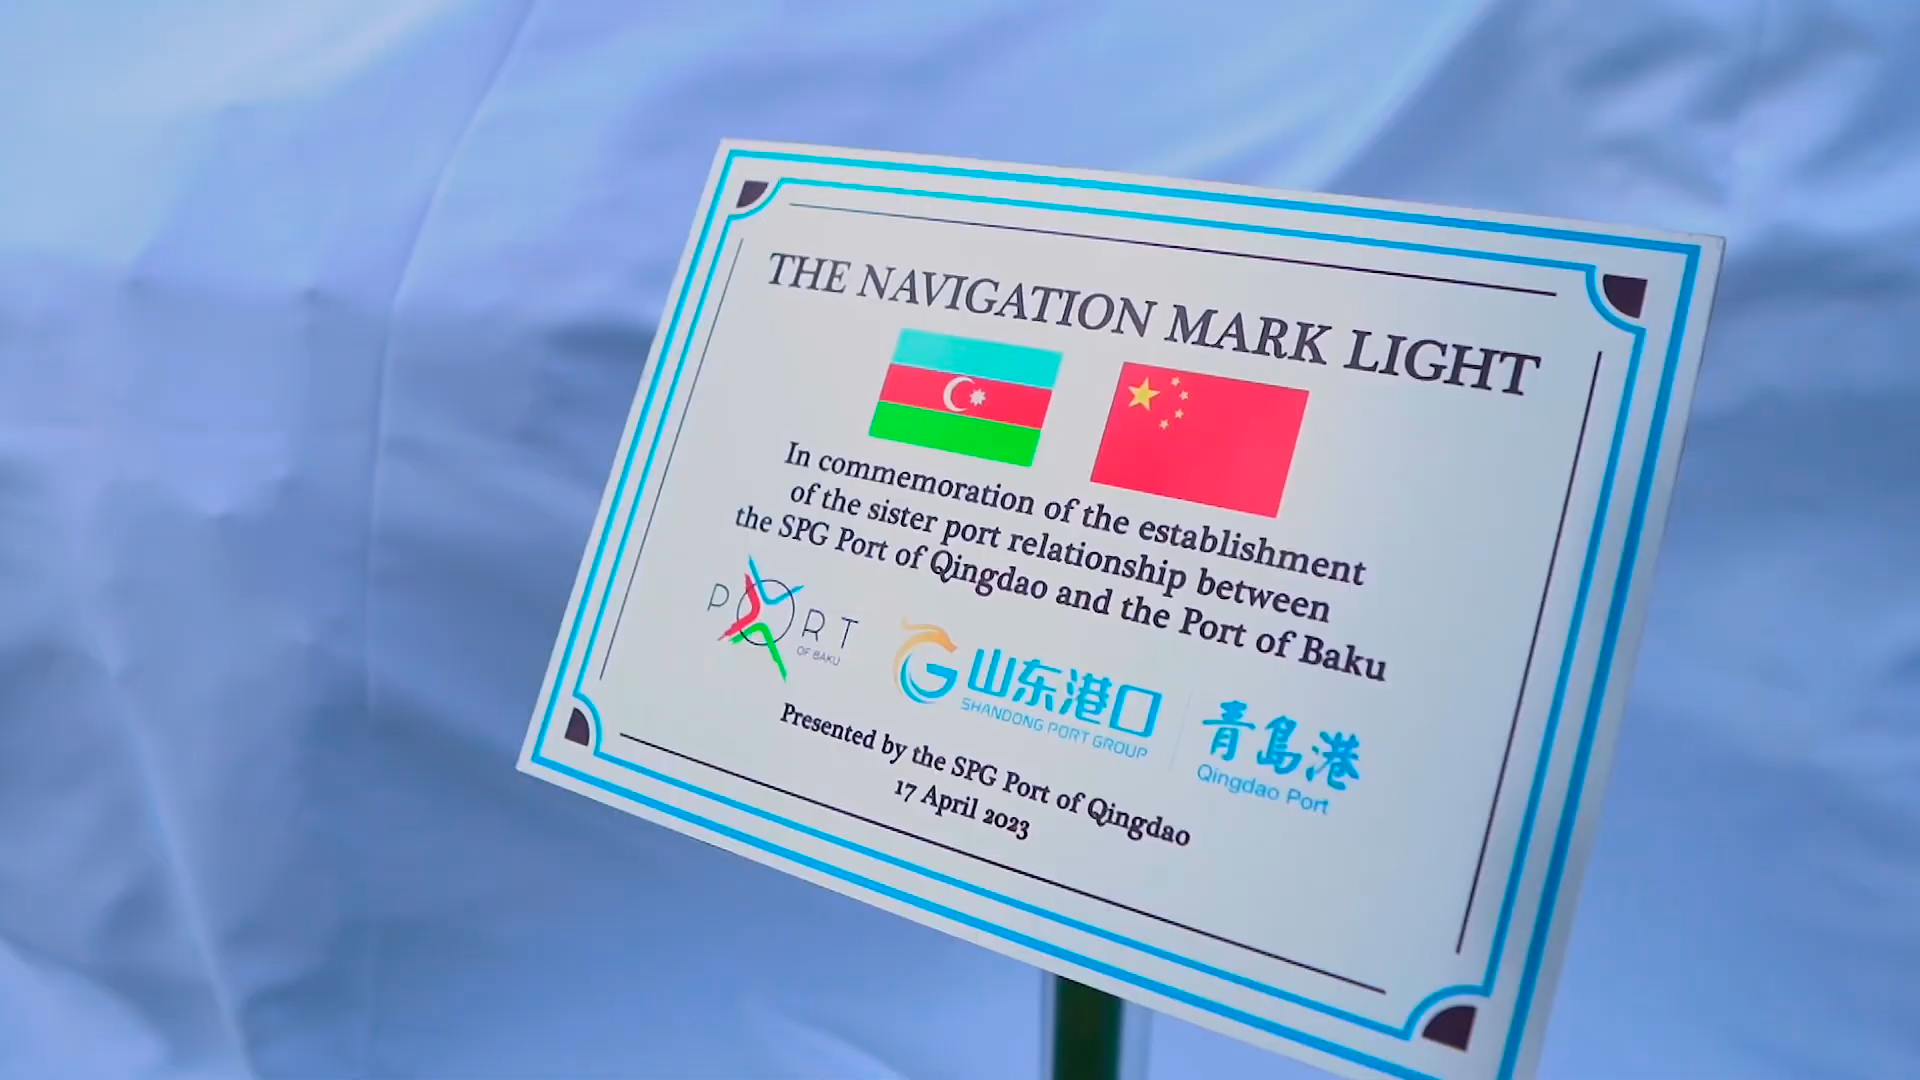 THE NAVIGATION MARK LIGHT
In commemoration of the establishment
of the sister port relationship between
the SPG Port of Qingdao and the Port of Baku
PORT
OF BAKU
山东港口
SHANDONG PORT GROUP
青島港
Qingdao Port
Presented by the SPG Port of Qingdao
17 April 2023